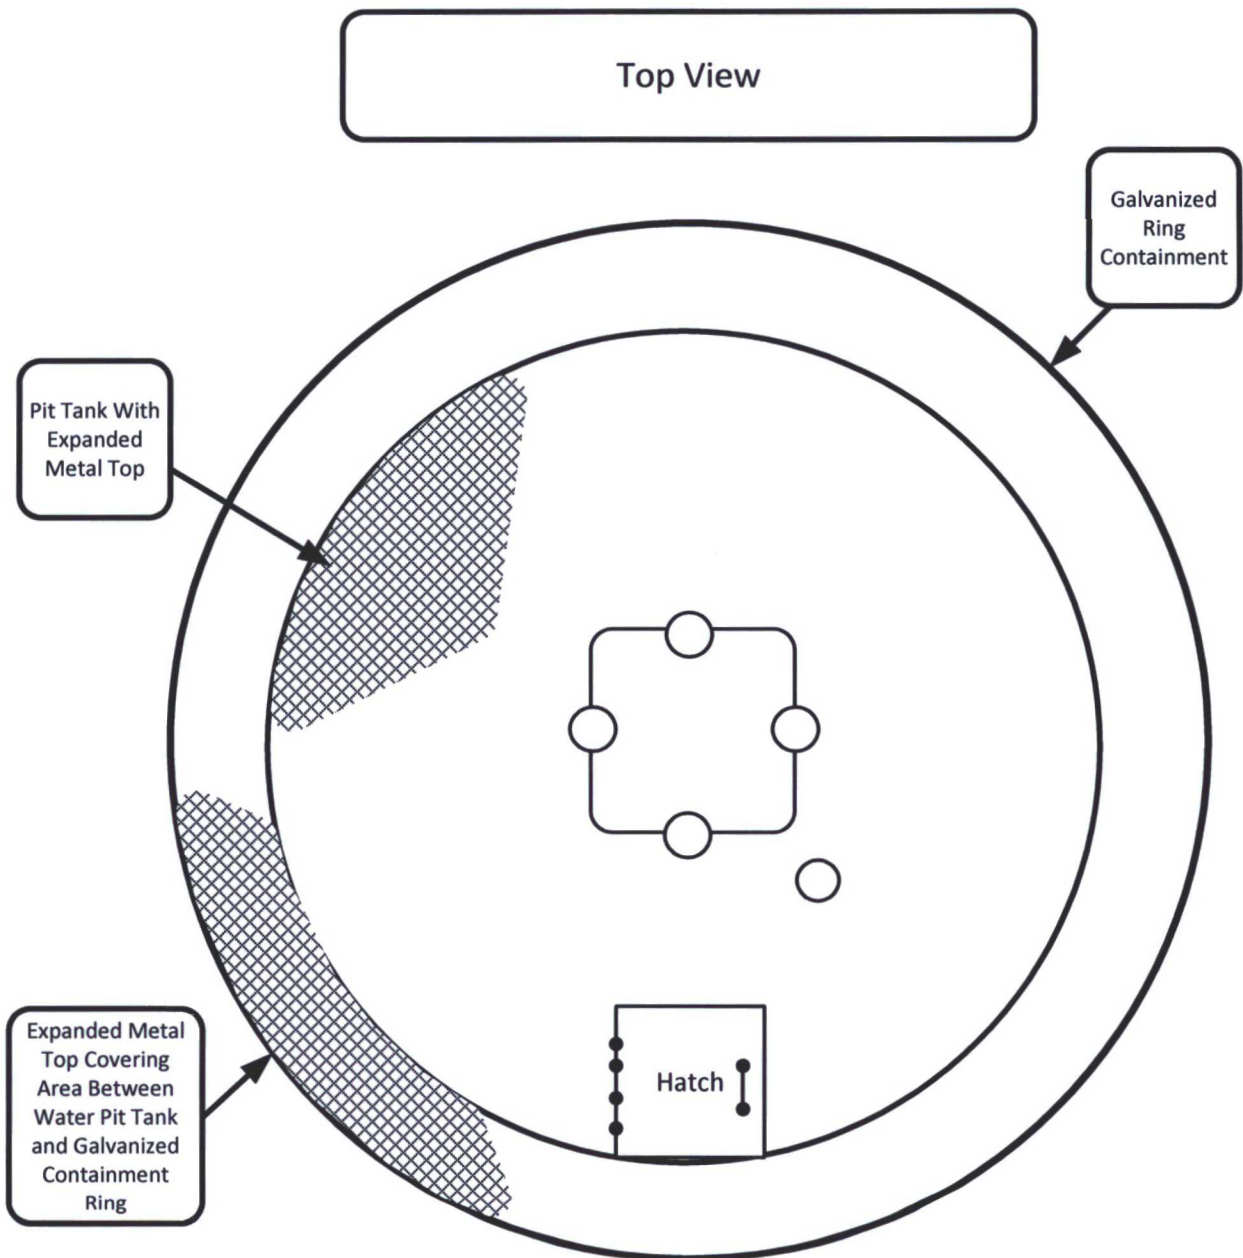 Top View
Galvanized
Ring
Containment
Pit Tank With
Expanded
Metal Top
Expanded Metal
Top Covering
Area Between
Water Pit Tank
and Galvanized
Containment
Ring
Hatch